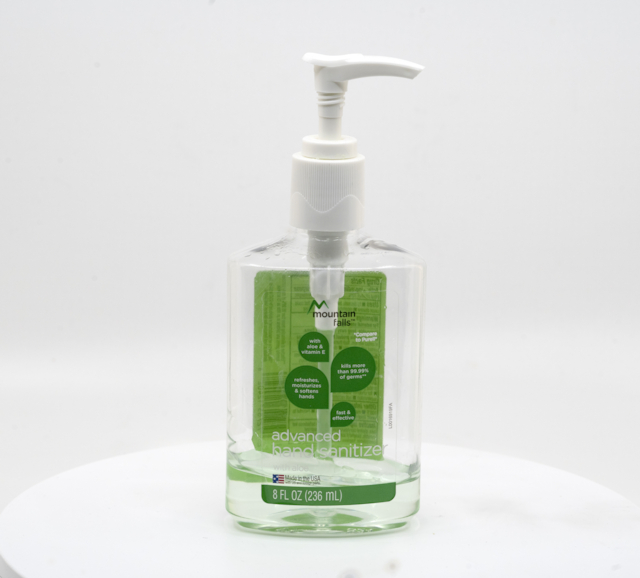 mountain
falls™
"Compare
to Purell"
with
aloe &
vitamin E
kills more
than 99.99%
of germs**
refreshes,
moisturizes
& softens
hands
fast &
effective
advanced
hand sanitizer
Made in the USA
8 FL OZ (236 mL)